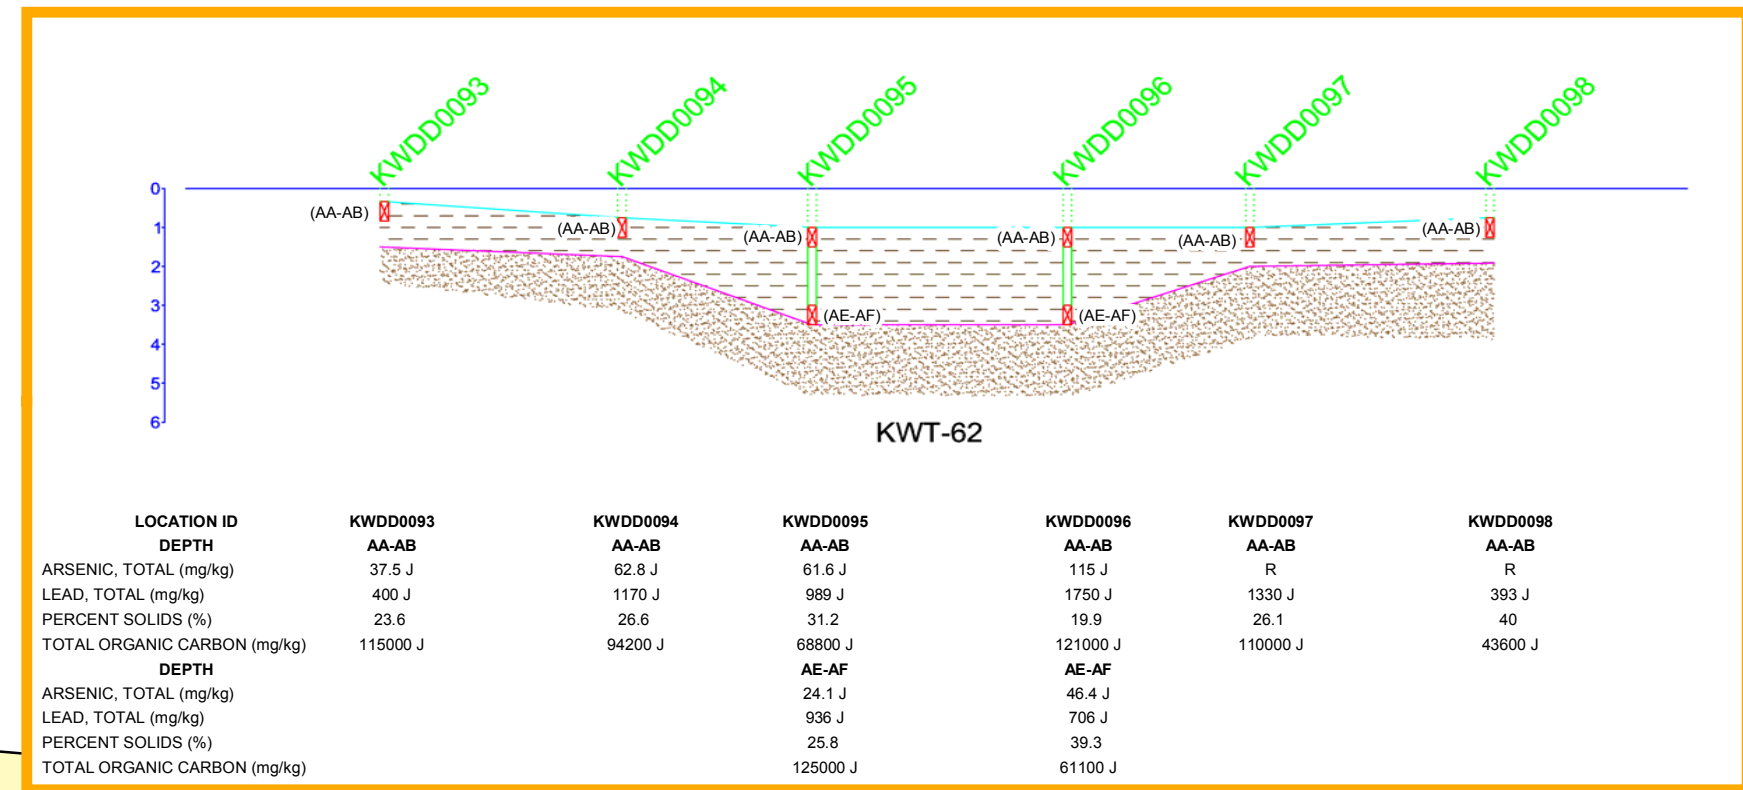 KWDD0093 KWDD0094 KWDD0095 KWDD0096 KWDD0097 KWDD0098
0
(AA-AB) (AA-AB) (AA-AB) (AA-AB) (AA-AB) (AA-AB)
1
2
3
(AE-AF) (AE-AF)
4
5
6
KWT-62
LOCATION ID KWDD0093 KWDD0094 KWDD0095 KWDD0096 KWDD0097 KWDD0098
DEPTH AA-AB AA-AB AA-AB AA-AB AA-AB AA-AB
ARSENIC, TOTAL (mg/kg) 37.5 J 62.8 J 61.6 J 115 J R R
LEAD, TOTAL (mg/kg) 400 J 1170 J 989 J 1750 J 1330 J 393 J
PERCENT SOLIDS (%) 23.6 26.6 31.2 19.9 26.1 40
TOTAL ORGANIC CARBON (mg/kg) 115000 J 94200 J 68800 J 121000 J 110000 J 43600 J
DEPTH AE-AF AE-AF
ARSENIC, TOTAL (mg/kg) 24.1 J 46.4 J
LEAD, TOTAL (mg/kg) 936 J 706 J
PERCENT SOLIDS (%) 25.8 39.3
TOTAL ORGANIC CARBON (mg/kg) 125000 J 61100 J